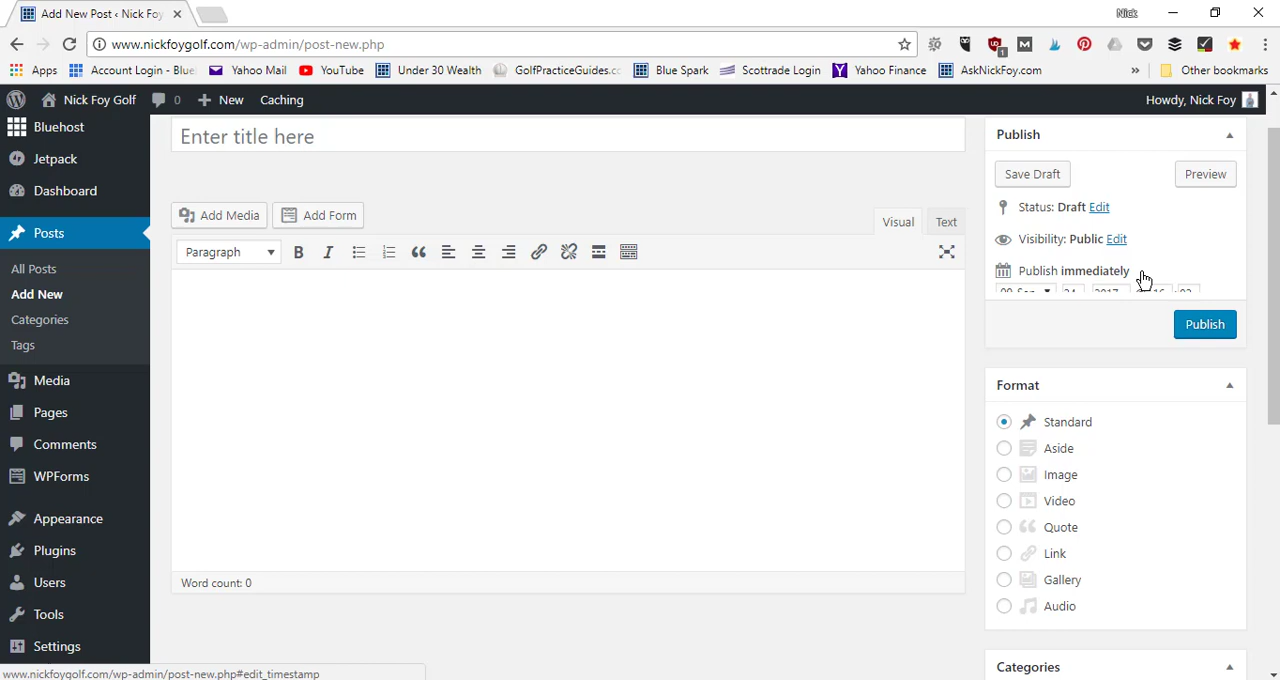 Add New Post ‹ Nick Foy
Nick
www.nickfoygolf.com/wp-admin/post-new.php
Apps Account Login - Blue Yahoo Mail YouTube Under 30 Wealth GolfPracticeGuides.cc Blue Spark Scottrade Login Yahoo Finance AskNickFoy.com » Other bookmarks
Nick Foy Golf 0 New Caching Howdy, Nick Foy
Bluehost
Jetpack
Dashboard
Posts
All Posts
Add New
Categories
Tags
Media
Pages
Comments
WPForms
Appearance
Plugins
Users
Tools
Settings
Enter title here
Add Media Add Form
Visual Text
Paragraph B I
Word count: 0
Publish
Save Draft Preview
Status: Draft Edit
Visibility: Public Edit
Publish immediately
Publish
Format
Standard
Aside
Image
Video
Quote
Link
Gallery
Audio
Categories
www.nickfoygolf.com/wp-admin/post-new.php#edit_timestamp